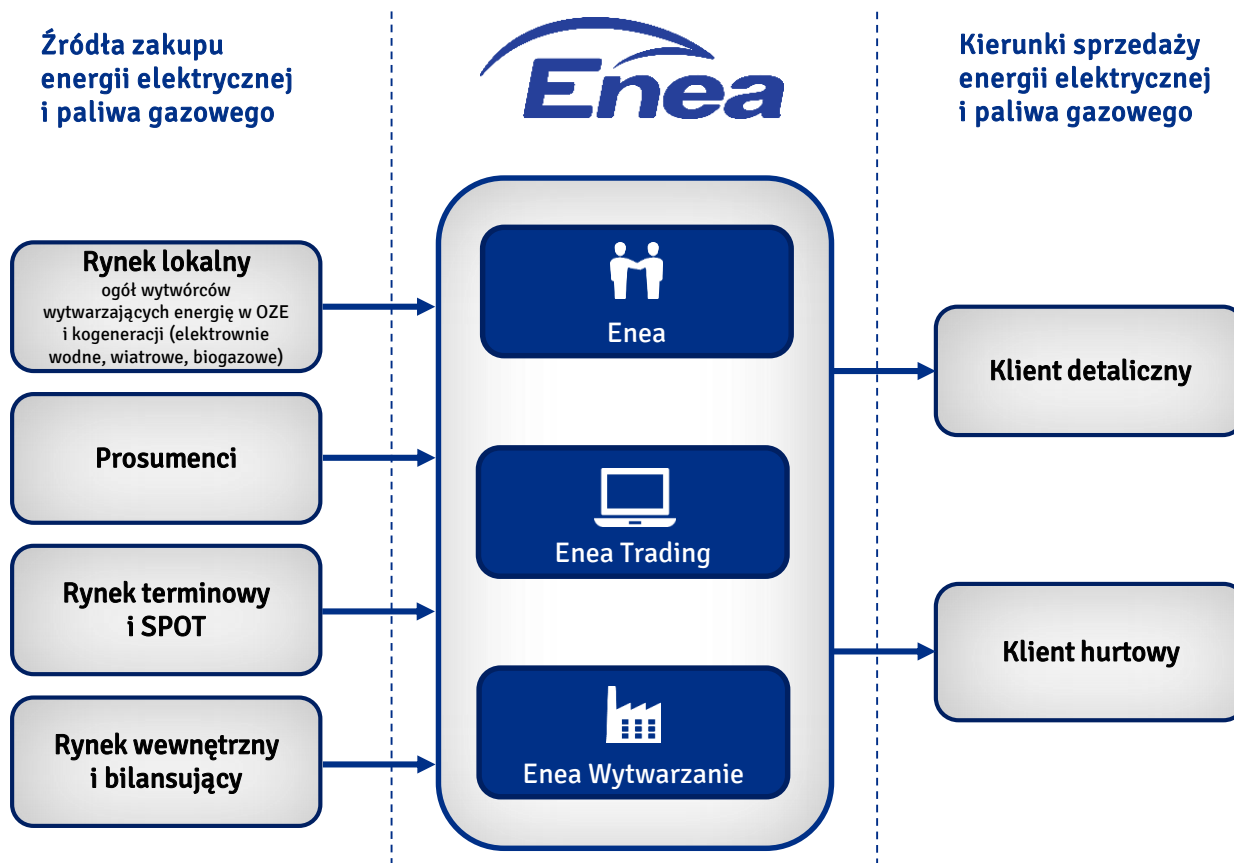 Źródła zakupu
energii elektrycznej
i paliwa gazowego
Enea
Kierunki sprzedaży
energii elektrycznej
i paliwa gazowego
Rynek lokalny
ogół wytwórców
wytwarzających energię w OZE
i kogeneracji (elektrownie
wodne, wiatrowe, biogazowe)
Prosumenci
Rynek terminowy
i SPOT
Rynek wewnętrzny
i bilansujący
Enea
Enea Trading
Enea Wytwarzanie
Klient detaliczny
Klient hurtowy